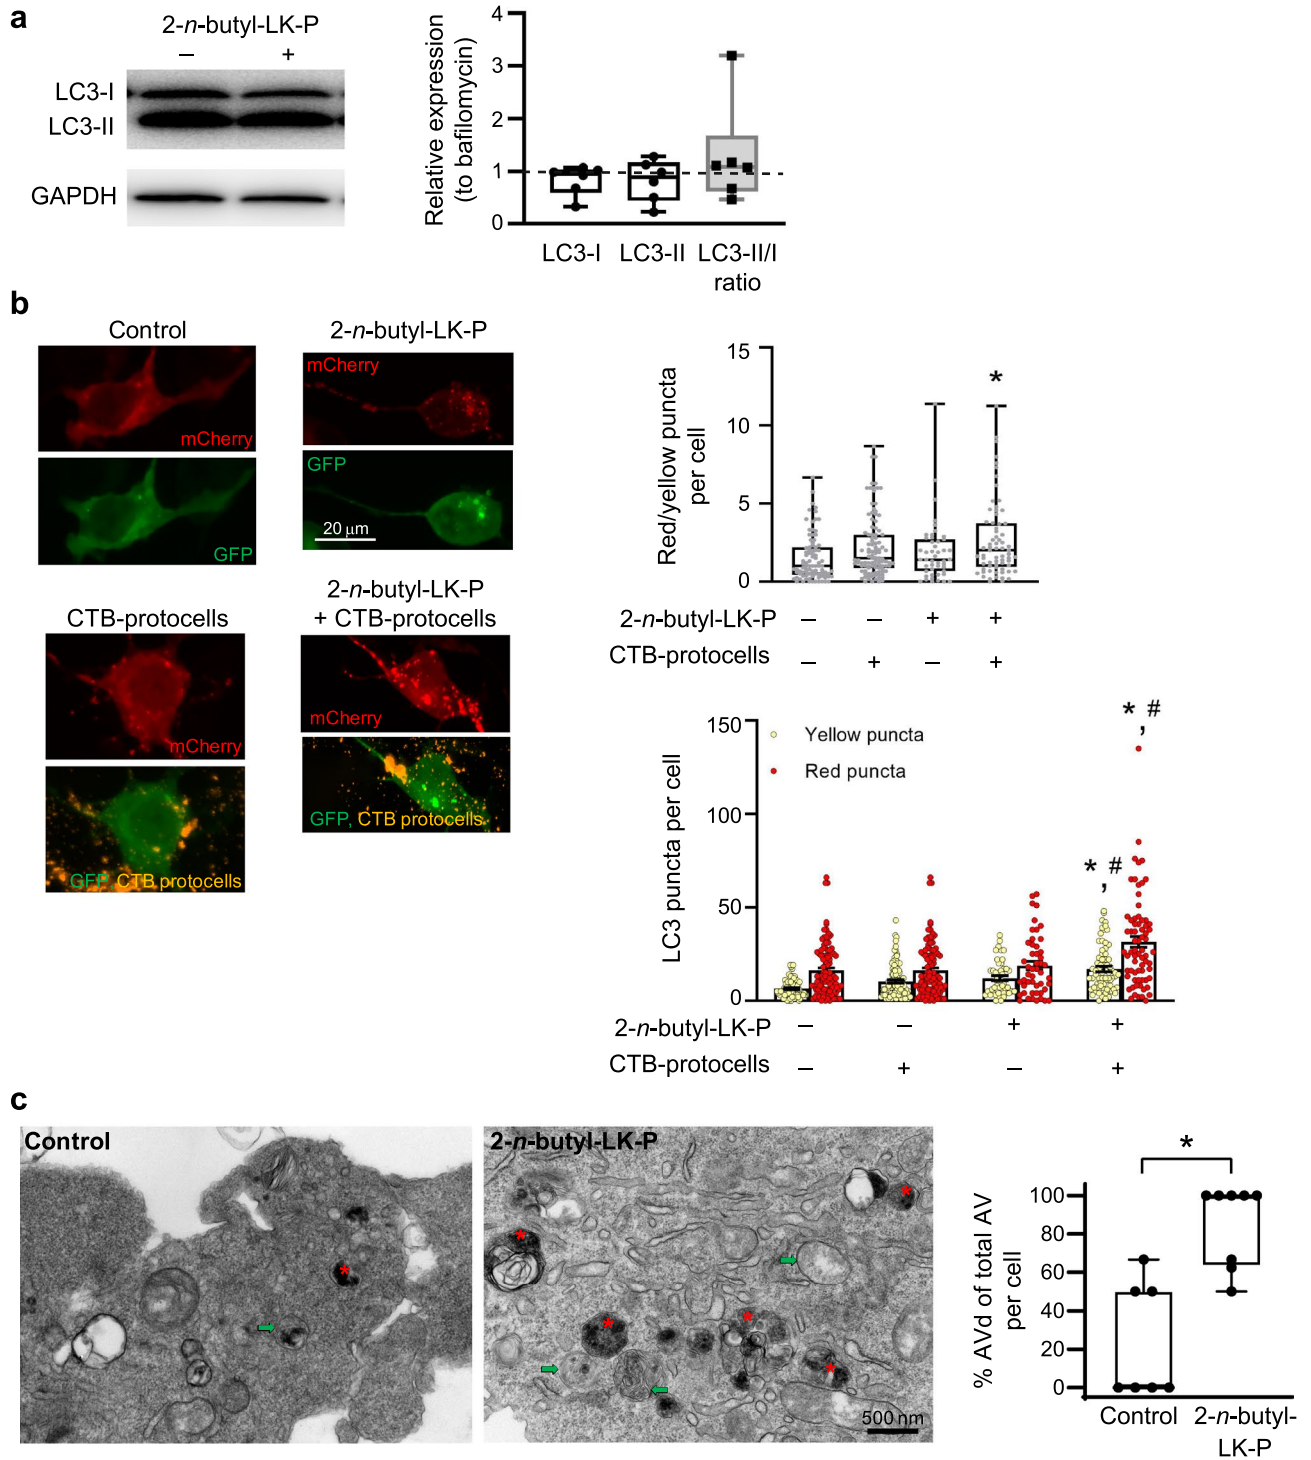 a
2-n-butyl-LK-P
– +
LC3-I
LC3-II
GAPDH
Relative expression
(to bafilomycin)
4
3
2
1
0
LC3-I LC3-II LC3-II/I
ratio
b
Control
mCherry
GFP
2-n-butyl-LK-P
mCherry
GFP
20 μm
CTB-protocells
mCherry
GFP, CTB protocells
2-n-butyl-LK-P
+ CTB-protocells
mCherry
GFP, CTB protocells
Red/yellow puncta
per cell
15
10
5
0
*
2-n-butyl-LK-P – – + +
CTB-protocells – + – +
LC3 puncta per cell
150
100
50
0
Yellow puncta
Red puncta
*,#
*,#
2-n-butyl-LK-P – – + +
CTB-protocells – + – +
c
Control
*
2-n-butyl-LK-P
* * * * *
500 nm
% AVd of total AV
per cell
100
80
60
40
20
0
*
Control 2-n-butyl-
LK-P